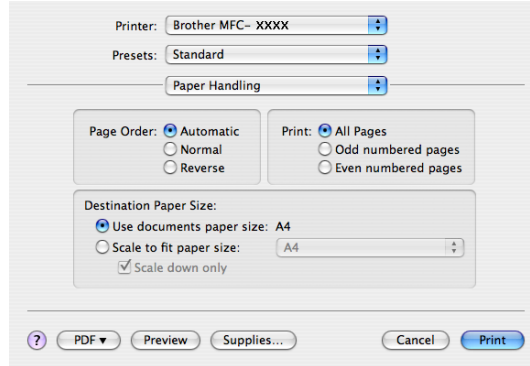 Printer: Brother MFC- XXXX
Presets: Standard
Paper Handling
Page Order: Automatic
Normal
Reverse
Print: All Pages
Odd numbered pages
Even numbered pages
Destination Paper Size:
Use documents paper size: A4
Scale to fit paper size: A4
Scale down only
? PDF▼ Preview Supplies... Cancel Print